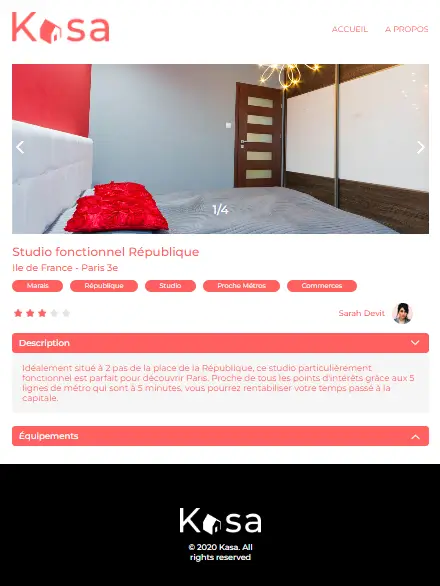 Kasa
ACCUEIL A PROPOS
1/4
Studio fonctionnel République
Ile de France - Paris 3e
Marais République Studio Proche Métros Commerces
Sarah Devit
Description
Idéalement situé à 2 pas de la place de la République, ce studio particulièrement
fonctionnel est parfait pour découvrir Paris. Proche de tous les points d'intérêts grâce aux 5
lignes de métro qui sont à 5 minutes, vous pourrez rentabiliser votre temps passé à la
capitale.
Équipements
Kasa
© 2020 Kasa. All
rights reserved